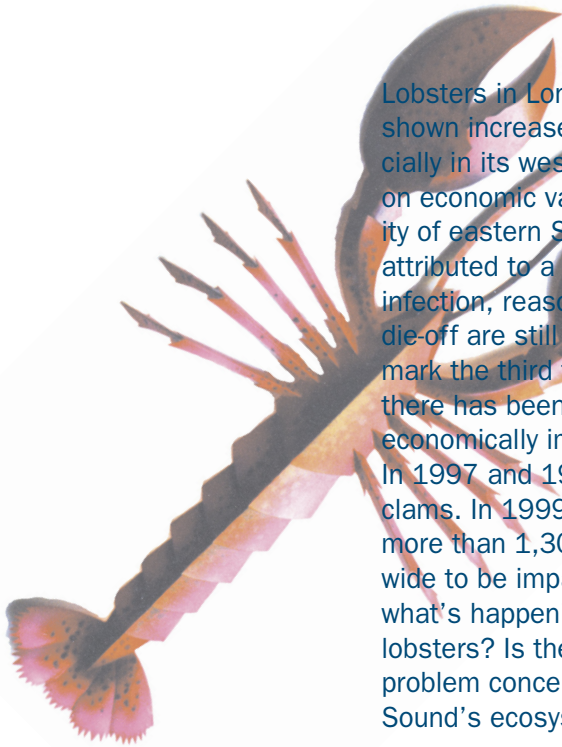 Lobsters in Lon
shown increase
cially in its wes
on economic va
ity of eastern S
attributed to a
infection, reaso
die-off are still
mark the third t
there has been
economically in
In 1997 and 19
clams. In 1999
more than 1,30
wide to be impa
what’s happen
lobsters? Is the
problem conce
Sound’s ecosys